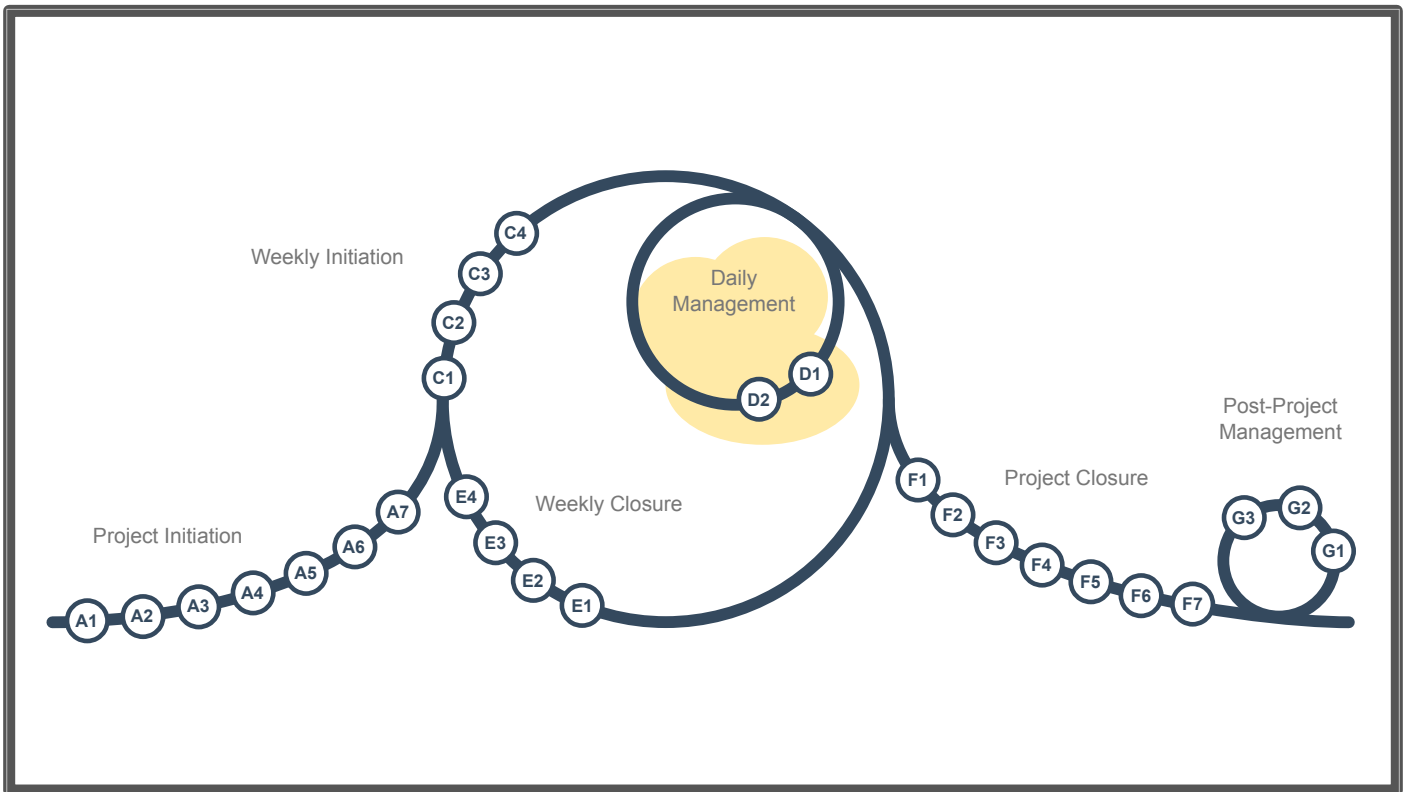 Project Initiation
A1
A2
A3
A4
A5
A6
A7
Weekly Initiation
C1
C2
C3
C4
Daily
Management
D1
D2
Weekly Closure
E1
E2
E3
E4
Project Closure
F1
F2
F3
F4
F5
F6
F7
Post-Project
Management
G1
G2
G3